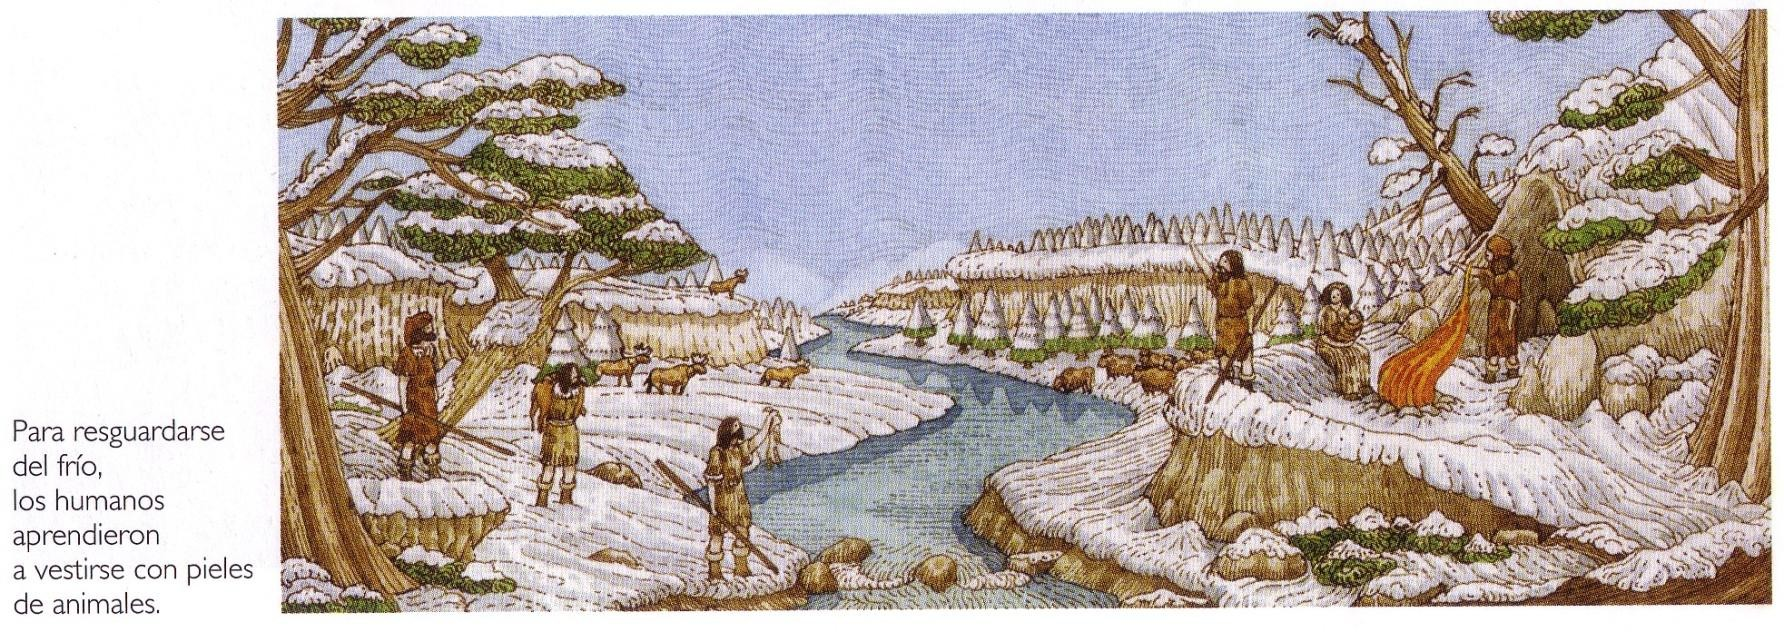 Para resguardarse
del frío,
los humanos
aprendieron
a vestirse con pieles
de animales.